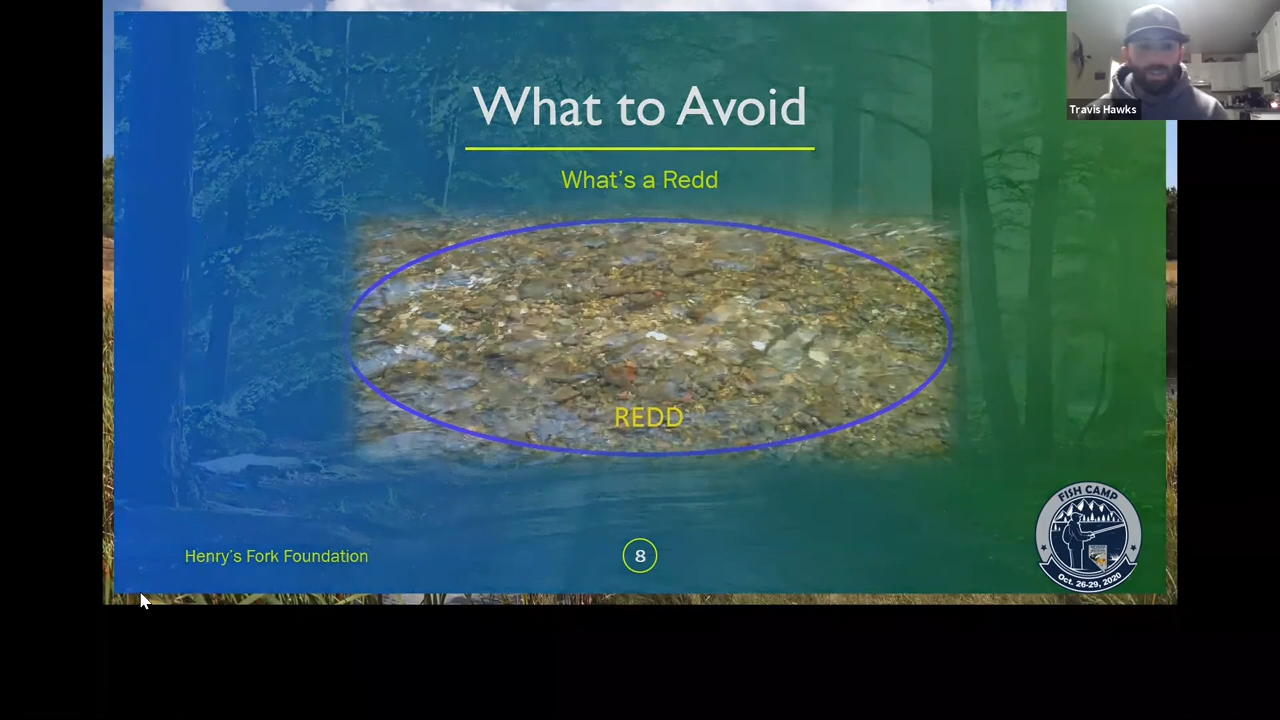 What to Avoid
Travis Hawks
What's a Redd
REDD
FISH CAMP
Oct. 26-29, 2020
Henry's Fork Foundation
8